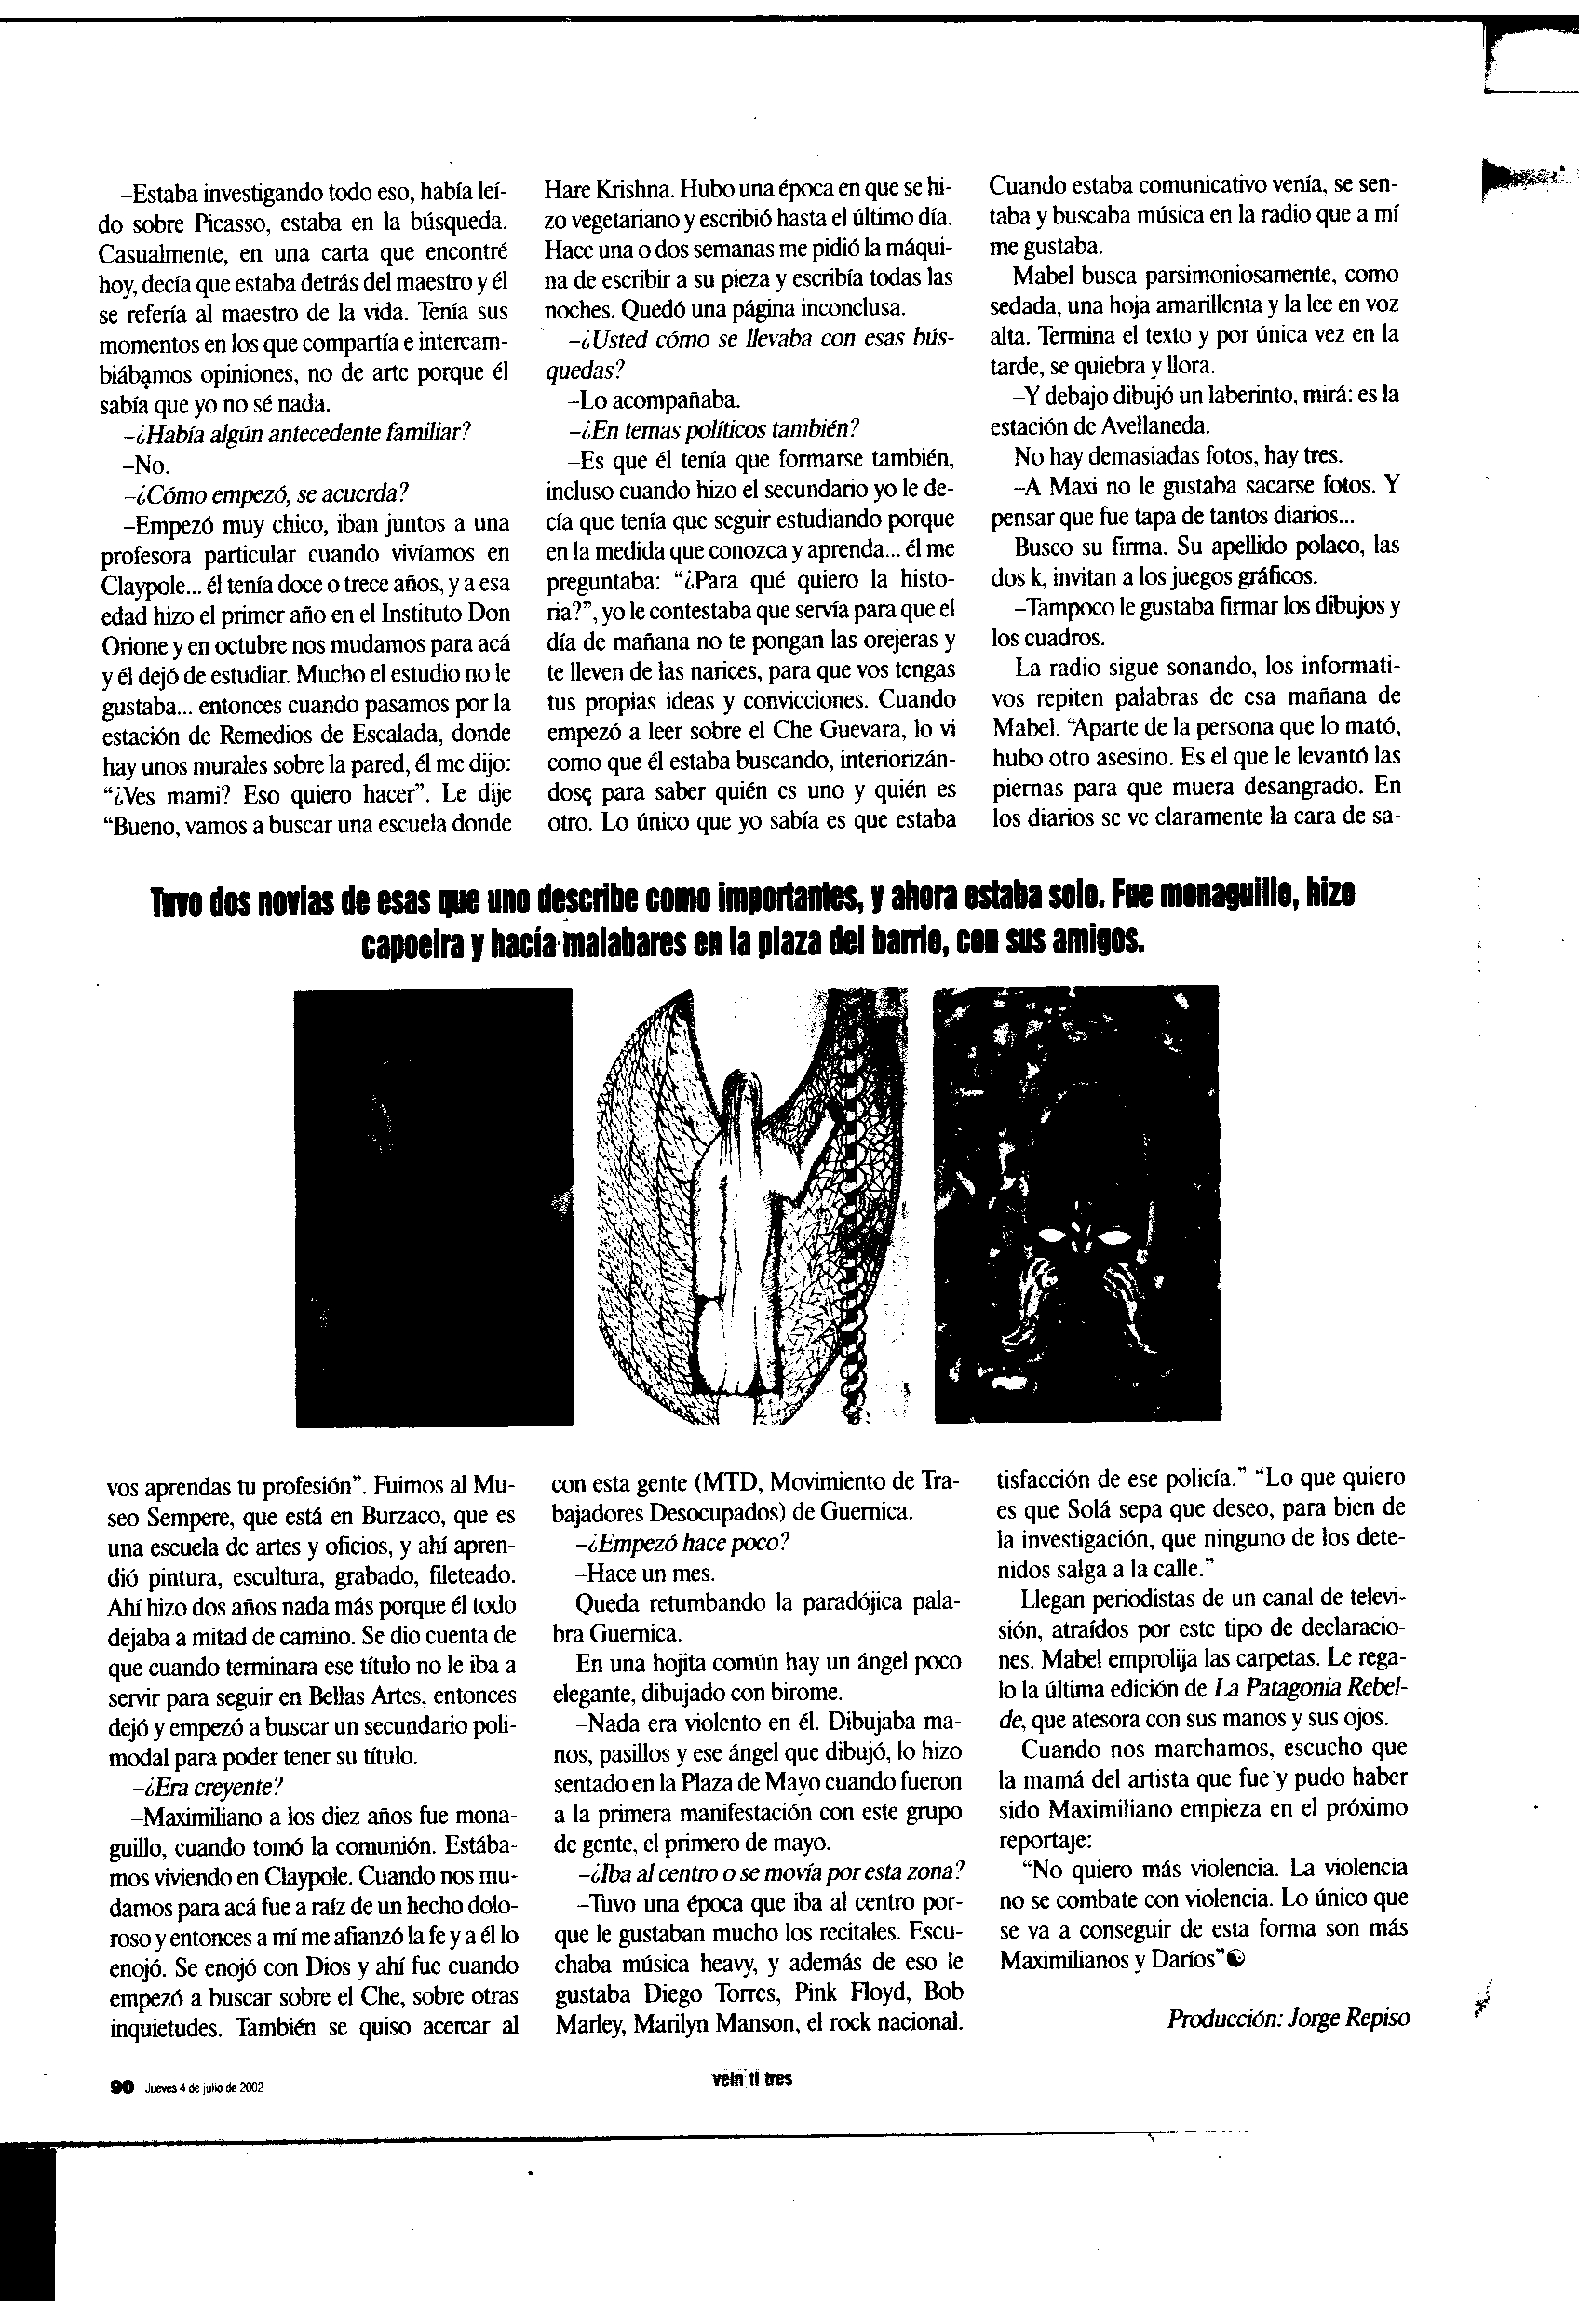 –Estaba investigando todo eso, había leí-
do sobre Picasso, estaba en la búsqueda.
Casualmente, en una carta que encontré
hoy, decía que estaba detrás del maestro y él
se refería al maestro de la vida. Tenía sus
momentos en los que compartía e intercam-
biábamos opiniones, no de arte porque él
sabía que yo no sé nada.
–¿Había algún antecedente familiar?
–No.
–¿Cómo empezó, se acuerda?
–Empezó muy chico, iban juntos a una
profesora particular cuando vivíamos en
Claypole... él tenía doce o trece años, y a esa
edad hizo el primer año en el Instituto Don
Orione y en octubre nos mudamos para acá
y él dejó de estudiar. Mucho el estudio no le
gustaba... entonces cuando pasamos por la
estación de Remedios de Escalada, donde
hay unos murales sobre la pared, él me dijo:
“¿Ves mami? Eso quiero hacer”. Le dije
“Bueno, vamos a buscar una escuela donde
Hare Krishna. Hubo una época en que se hi-
zo vegetariano y escribió hasta el último día.
Hace una o dos semanas me pidió la máqui-
na de escribir a su pieza y escribía todas las
noches. Quedó una página inconclusa.
–¿Usted cómo se llevaba con esas bús-
quedas?
–Lo acompañaba.
–¿En temas políticos también?
–Es que él tenía que formarse también,
incluso cuando hizo el secundario yo le de-
cía que tenía que seguir estudiando porque
en la medida que conozca y aprenda... él me
preguntaba: “¿Para qué quiero la histo-
ria?”, yo le contestaba que servía para que el
día de mañana no te pongan las orejeras y
te lleven de las narices, para que vos tengas
tus propias ideas y convicciones. Cuando
empezó a leer sobre el Che Guevara, lo vi
como que él estaba buscando, interiorizán-
dose para saber quién es uno y quién es
otro. Lo único que yo sabía es que estaba
Cuando estaba comunicativo venía, se sen-
taba y buscaba música en la radio que a mí
me gustaba.
Mabel busca parsimoniosamente, como
sedada, una hoja amarillenta y la lee en voz
alta. Termina el texto y por única vez en la
tarde, se quiebra y llora.
–Y debajo dibujó un laberinto, mirá: es la
estación de Avellaneda.
No hay demasiadas fotos, hay tres.
–A Maxi no le gustaba sacarse fotos. Y
pensar que fue tapa de tantos diarios...
Busco su firma. Su apellido polaco, las
dos k, invitan a los juegos gráficos.
–Tampoco le gustaba firmar los dibujos y
los cuadros.
La radio sigue sonando, los informati-
vos repiten palabras de esa mañana de
Mabel. “Aparte de la persona que lo mató,
hubo otro asesino. Es el que le levantó las
piernas para que muera desangrado. En
los diarios se ve claramente la cara de sa-
Tuvo dos novias de esas que uno describe como importantes, y ahora estaba solo. Fue monaguillo, hizo
capoeira y hacía malabares en la plaza del barrio, con sus amigos.
vos aprendas tu profesión”. Fuimos al Mu-
seo Sempere, que está en Burzaco, que es
una escuela de artes y oficios, y ahí apren-
dió pintura, escultura, grabado, fileteado.
Ahí hizo dos años nada más porque él todo
dejaba a mitad de camino. Se dio cuenta de
que cuando terminara ese título no le iba a
servir para seguir en Bellas Artes, entonces
dejó y empezó a buscar un secundario poli-
modal para poder tener su título.
–¿Era creyente?
–Maximiliano a los diez años fue mona-
guillo, cuando tomó la comunión. Estába-
mos viviendo en Claypole. Cuando nos mu-
damos para acá fue a raíz de un hecho dolo-
roso y entonces a mí me afianzó la fe y a él lo
enojó. Se enojó con Dios y ahí fue cuando
empezó a buscar sobre el Che, sobre otras
inquietudes. También se quiso acercar al
con esta gente (MTD, Movimiento de Tra-
bajadores Desocupados) de Guernica.
–¿Empezó hace poco?
–Hace un mes.
Queda retumbando la paradójica pala-
bra Guernica.
En una hojita común hay un ángel poco
elegante, dibujado con birome.
–Nada era violento en él. Dibujaba ma-
nos, pasillos y ese ángel que dibujó, lo hizo
sentado en la Plaza de Mayo cuando fueron
a la primera manifestación con este grupo
de gente, el primero de mayo.
–¿Iba al centro o se movía por esta zona?
–Tuvo una época que iba al centro por-
que le gustaban mucho los recitales. Escu-
chaba música heavy, y además de eso le
gustaba Diego Torres, Pink Floyd, Bob
Marley, Marilyn Manson, el rock nacional.
tisfacción de ese policía.” “Lo que quiero
es que Solá sepa que deseo, para bien de
la investigación, que ninguno de los dete-
nidos salga a la calle.”
Llegan periodistas de un canal de televi-
sión, atraídos por este tipo de declaracio-
nes. Mabel emprolija las carpetas. Le rega-
lo la última edición de La Patagonia Rebel-
de, que atesora con sus manos y sus ojos.
Cuando nos marchamos, escucho que
la mamá del artista que fue y pudo haber
sido Maximiliano empieza en el próximo
reportaje:
“No quiero más violencia. La violencia
no se combate con violencia. Lo único que
se va a conseguir de esta forma son más
Maximilianos y Daríos”
Producción: Jorge Repiso
90 Jueves 4 de julio de 2002
vein ti tres